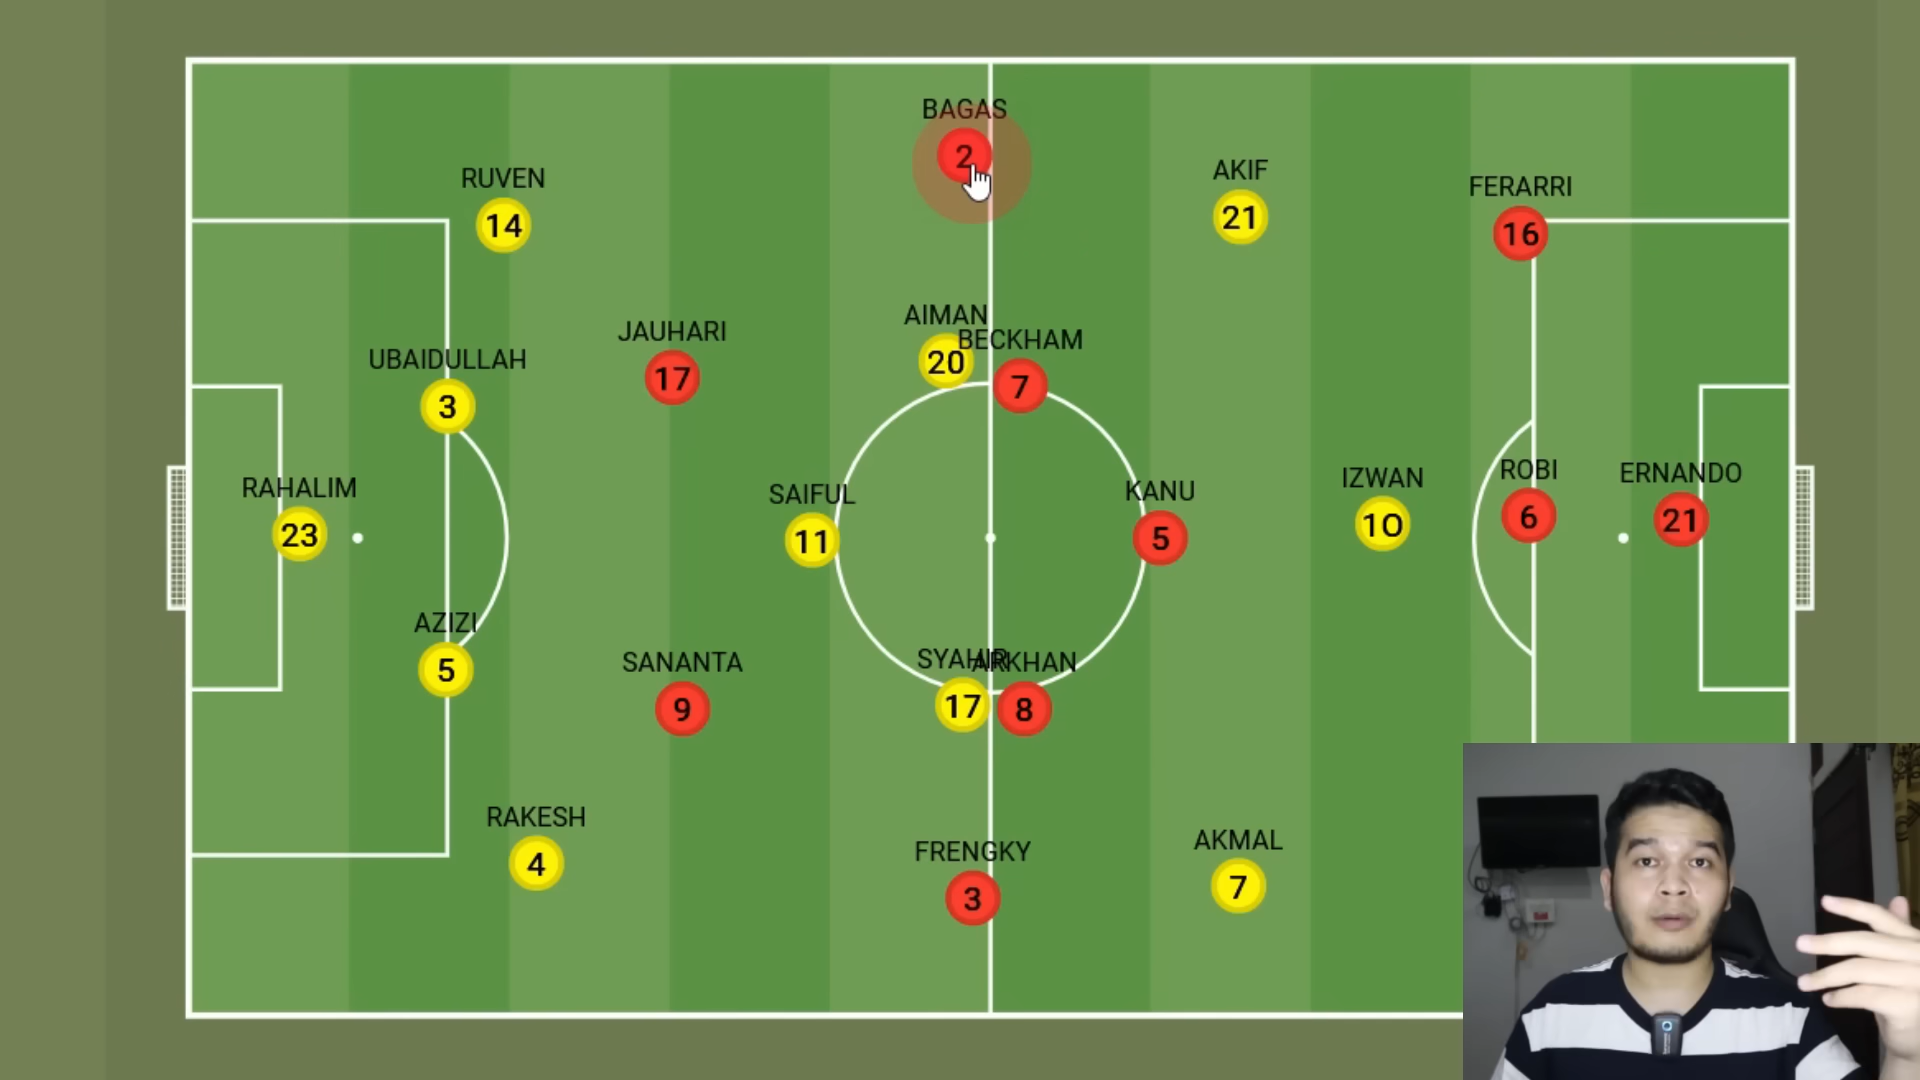 BAGAS
2
RUVEN
14
AKIF
21
FERARRI
16
JAUHARI
17
AIMAN
20
BECKHAM
7
UBAIDULLAH
3
RAHALIM
23
SAIFUL
11
KANU
5
IZWAN
10
ROBI
6
ERNANDO
21
AZIZI
5
SANANTA
9
SYAHIR
17
ARKHAN
8
RAKESH
4
FRENGKY
3
AKMAL
7